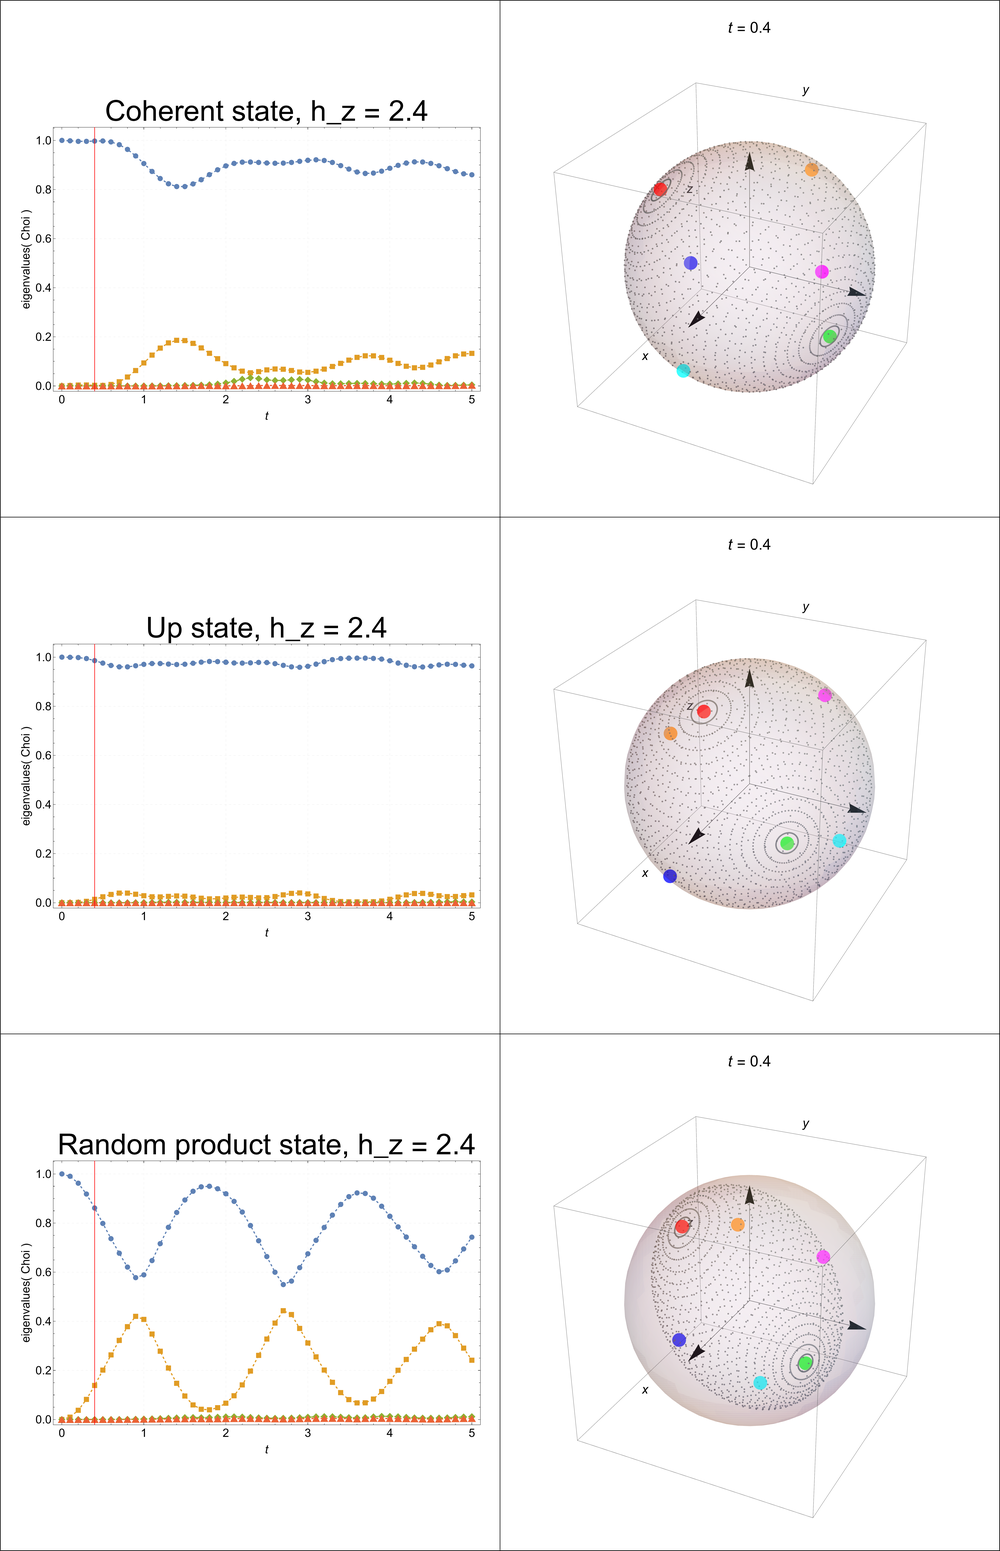 Coherent state, h_z = 2.4
eigenvalues( Choi )
1.0
0.8
0.6
0.4
0.2
0.0
0 1 2 3 4 5
t
t = 0.4
y
z
x
Up state, h_z = 2.4
eigenvalues( Choi )
1.0
0.8
0.6
0.4
0.2
0.0
0 1 2 3 4 5
t
t = 0.4
y
z
x
Random product state, h_z = 2.4
eigenvalues( Choi )
1.0
0.8
0.6
0.4
0.2
0.0
0 1 2 3 4 5
t
t = 0.4
y
z
x